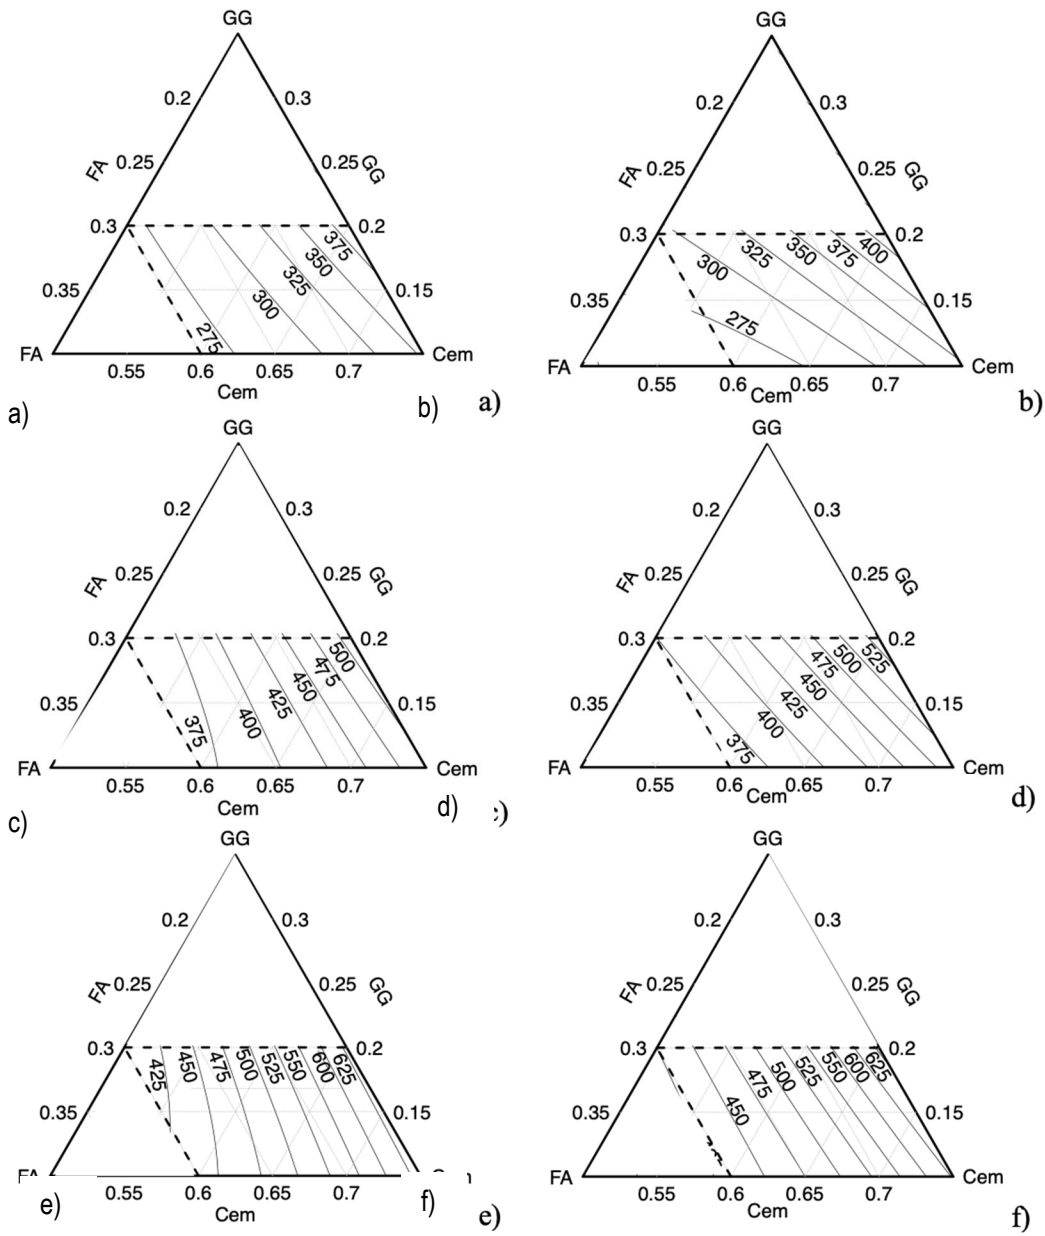 GG GG
0.2 0.3 0.2 0.3
FA 0.25 0.25 GG FA 0.25 0.25 GG
0.3 0.2 0.3 0.2
375 350 325 300 275 400 375 350 325 300 275
0.35 0.15 0.35 0.15
FA Cem FA Cem
0.55 0.6 0.65 0.7 0.55 0.6 0.65 0.7
Cem Cem
a) b) a) b)
GG GG
0.2 0.3 0.2 0.3
FA 0.25 0.25 GG FA 0.25 0.25 GG
0.3 0.2 0.3 0.2
500 475 450 425 400 375 525 500 475 450 425 400 375
0.35 0.15 0.35 0.15
FA Cem FA Cem
0.55 0.6 0.65 0.7 0.55 0.6 0.65 0.7
Cem Cem
c) d) d)
GG GG
0.2 0.3 0.2 0.3
FA 0.25 0.25 GG FA 0.25 0.25 GG
0.3 0.2 0.3 0.2
425 450 475 500 525 550 600 625 450 475 500 525 550 600 625
0.35 0.15 0.35 0.15
FA Cem
0.55 0.6 0.65 0.7 0.55 0.6 0.65 0.7
Cem Cem
e) f) e) f)